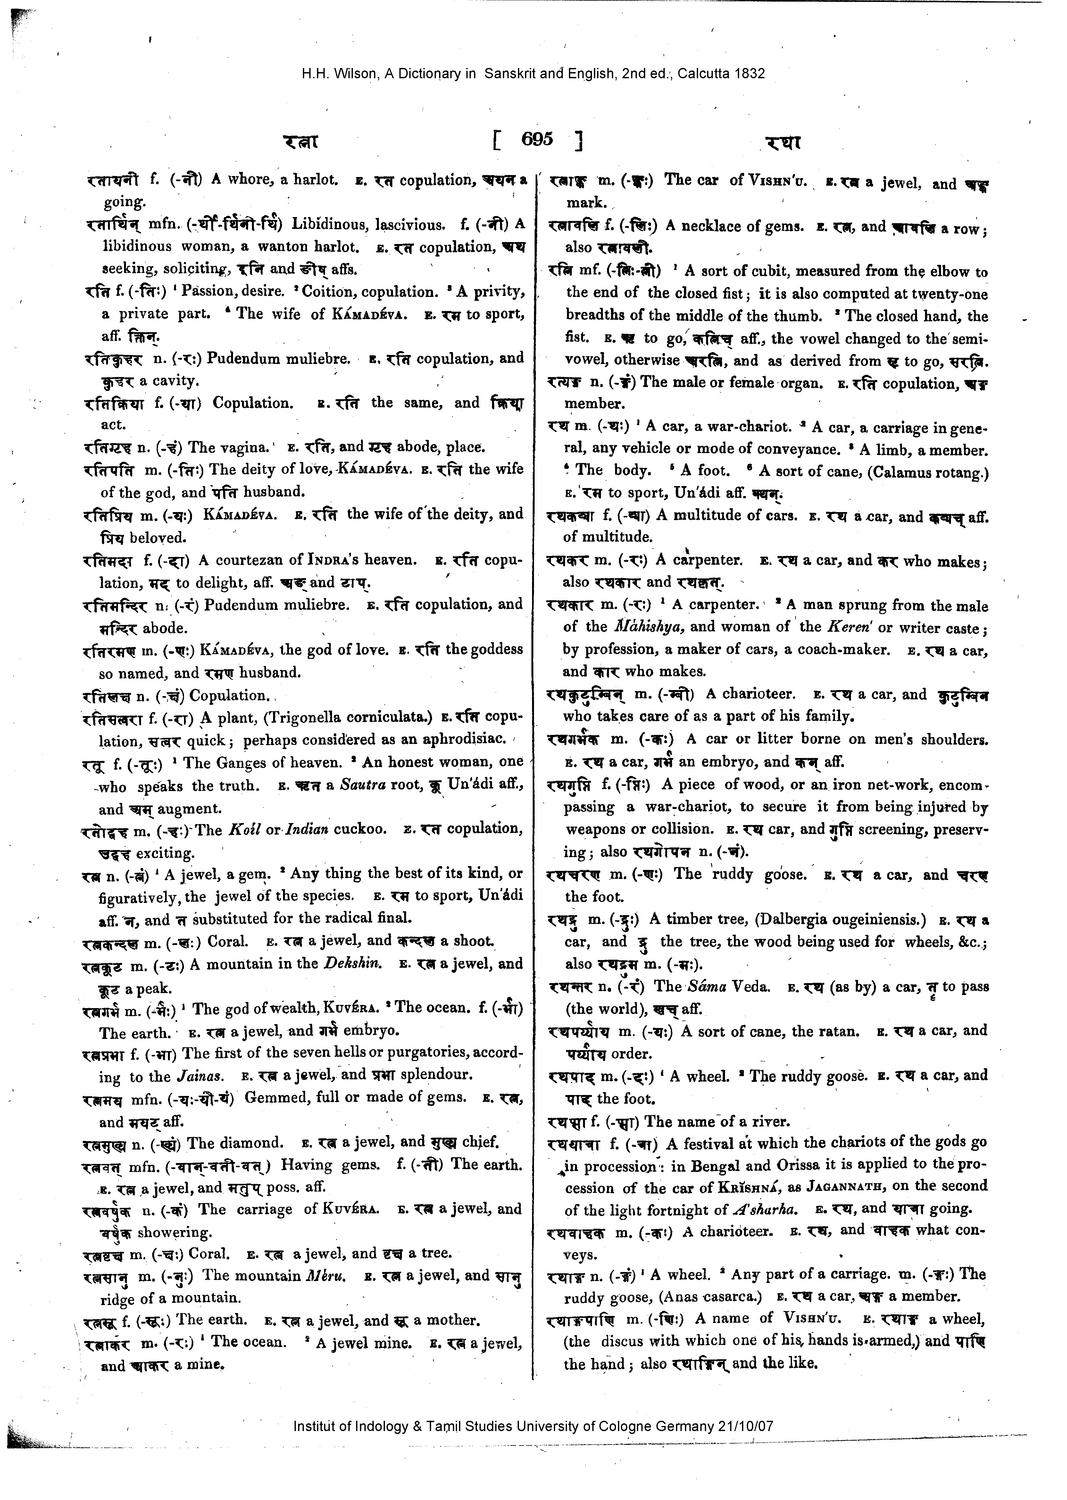 H.H. Wilson, A Dictionary in Sanskrit and English, 2nd ed., Calcutta 1832
रत्ना [ 695 ] रथा
रतायनी f. (-नी) A whore, a harlot. E. रत copulation, अयन a
going.
रतार्थिन् mfn. (-र्थी-र्थिनी-र्थि) Libidinous, lascivious. f. (-नी) A
libidinous woman, a wanton harlot. E. रत copulation, अर्थ
seeking, soliciting, इनि and ङीष् affs.
रति f. (-तिः) ¹ Passion, desire. ² Coition, copulation. ³ A privity,
a private part. ⁴ The wife of KÁMADÉVA. E. रम to sport,
aff. क्तिन्.
रतिकुहर n. (-रं) Pudendum muliebre. E. रति copulation, and
कुहर a cavity.
रतिक्रिया f. (-या) Copulation. E. रति the same, and क्रिया
act.
रतिगृह n. (-हं) The vagina. E. रति, and गृह abode, place.
रतिपति m. (-तिः) The deity of love, KÁMADÉVA. E. रति the wife
of the god, and पति husband.
रतिप्रिय m. (-यः) KÁMADÉVA. E. रति the wife of the deity, and
प्रिय beloved.
रतिमदा f. (-दा) A courtezan of INDRA's heaven. E. रति copu-
lation, मद् to delight, aff. अङ् and टाप्.
रतिमन्दिर n. (-रं) Pudendum muliebre. E. रति copulation, and
मन्दिर abode.
रतिरमण m. (-णः) KÁMADÉVA, the god of love. E. रति the goddess
so named, and रमण husband.
रतिलक्ष n. (-क्षं) Copulation.
रतिसत्वरा f. (-रा) A plant, (Trigonella corniculata.) E. रति copu-
lation, सत्वर quick; perhaps considered as an aphrodisiac.
रतू f. (-तूः) ¹ The Ganges of heaven. ² An honest woman, one
who speaks the truth. E. ऋत a Sautra root, कू Un'ádi aff.,
and अम् augment.
रतोद्वह m. (-हः) The Koïl or Indian cuckoo. E. रत copulation,
उद्वह exciting.
रत्न n. (-त्नं) ¹ A jewel, a gem. ² Any thing the best of its kind, or
figuratively, the jewel of the species. E. रम to sport, Un'ádi
aff. न, and त substituted for the radical final.
रत्नकन्दल m. (-लः) Coral. E. रत्न a jewel, and कन्दल a shoot.
रत्नकूट m. (-टः) A mountain in the Dekshin. E. रत्न a jewel, and
कूट a peak.
रत्नगर्भ m. (-र्भः) ¹ The god of wealth, KUVÉRA. ² The ocean. f. (-र्भा)
The earth. E. रत्न a jewel, and गर्भ embryo.
रत्नप्रभा f. (-भा) The first of the seven hells or purgatories, accord-
ing to the Jainas. E. रत्न a jewel, and प्रभा splendour.
रत्नमय mfn. (-यः-यी-यं) Gemmed, full or made of gems. E. रत्न,
and मयट् aff.
रत्नमुख्य n. (-ख्यं) The diamond. E. रत्न a jewel, and मुख्य chief.
रत्नवत् mfn. (-वान्-वती-वत्) Having gems. f. (-ती) The earth.
E. रत्न a jewel, and मतुप् poss. aff.
रत्नवर्षुक n. (-कं) The carriage of KUVÉRA. E. रत्न a jewel, and
वर्षुक showering.
रत्नवृक्ष m. (-क्षः) Coral. E. रत्न a jewel, and वृक्ष a tree.
रत्नसानु m. (-नुः) The mountain Méru. E. रत्न a jewel, and सानु
ridge of a mountain.
रत्नसू f. (-सूः) The earth. E. रत्न a jewel, and सू a mother.
रत्नाकर m. (-रः) ¹ The ocean. ² A jewel mine. E. रत्न a jewel,
and आकर a mine.
रत्नाङ्क m. (-ङ्कः) The car of VISHN'U. E. रत्न a jewel, and अङ्क
mark.
रत्नावलि f. (-लिः) A necklace of gems. E. रत्न, and आवलि a row;
also रत्नावली.
रत्नि mf. (-त्निः-त्नी) ¹ A sort of cubit, measured from the elbow to
the end of the closed fist; it is also computed at twenty-one
breadths of the middle of the thumb. ² The closed hand, the
fist. E. ऋ to go, कत्निच् aff., the vowel changed to the semi-
vowel, otherwise अरत्नि, and as derived from सृ to go, सरत्नि.
रत्यङ्ग n. (-ङ्गं) The male or female organ. E. रति copulation, अङ्ग
member.
रथ m. (-थः) ¹ A car, a war-chariot. ² A car, a carriage in gene-
ral, any vehicle or mode of conveyance. ³ A limb, a member.
⁴ The body. ⁵ A foot. ⁶ A sort of cane, (Calamus rotang.)
E. रम to sport, Un'ádi aff. क्थन्.
रथकट्या f. (-ट्या) A multitude of cars. E. रथ a car, and कट्यच् aff.
of multitude.
रथकर m. (-रः) A carpenter. E. रथ a car, and कर who makes;
also रथकार and रथकृत्.
रथकार m. (-रः) ¹ A carpenter. ² A man sprung from the male
of the Máhishya, and woman of the Keren' or writer caste;
by profession, a maker of cars, a coach-maker. E. रथ a car,
and कार who makes.
रथकुटुम्बिन् m. (-म्बी) A charioteer. E. रथ a car, and कुटुम्बिन
who takes care of as a part of his family.
रथगर्भक m. (-कः) A car or litter borne on men's shoulders.
E. रथ a car, गर्भ an embryo, and कन् aff.
रथगुप्ति f. (-प्तिः) A piece of wood, or an iron net-work, encom-
passing a war-chariot, to secure it from being injured by
weapons or collision. E. रथ car, and गुप्ति screening, preserv-
ing; also रथगोपन n. (-नं).
रथचरण m. (-णः) The ruddy goose. E. रथ a car, and चरण
the foot.
रथद्रु m. (-द्रुः) A timber tree, (Dalbergia ougeiniensis.) E. रथ a
car, and द्रु the tree, the wood being used for wheels, &c.;
also रथद्रुम m. (-मः).
रथन्तर n. (-रं) The Sáma Veda. E. रथ (as by) a car, तॄ to pass
(the world), खच् aff.
रथपर्य्याय m. (-यः) A sort of cane, the ratan. E. रथ a car, and
पर्य्याय order.
रथपाद m. (-दः) ¹ A wheel. ² The ruddy goose. E. रथ a car, and
पाद the foot.
रथप्सा f. (-प्सा) The name of a river.
रथयात्रा f. (-त्रा) A festival at which the chariots of the gods go
in procession: in Bengal and Orissa it is applied to the pro-
cession of the car of KRĬSHNÁ, as JAGANNATH, on the second
of the light fortnight of A'sharha. E. रथ, and यात्रा going.
रथवाहक m. (-कः) A charioteer. E. रथ, and वाहक what con-
veys.
रथाङ्ग n. (-ङ्गं) ¹ A wheel. ² Any part of a carriage. m. (-ङ्गः) The
ruddy goose, (Anas casarca.) E. रथ a car, अङ्ग a member.
रथाङ्गपाणि m. (-णिः) A name of VISHN'U. E. रथाङ्ग a wheel,
(the discus with which one of his hands is armed,) and पाणि
the hand; also रथाङ्गिन् and the like.
Institut of Indology & Tamil Studies University of Cologne Germany 21/10/07